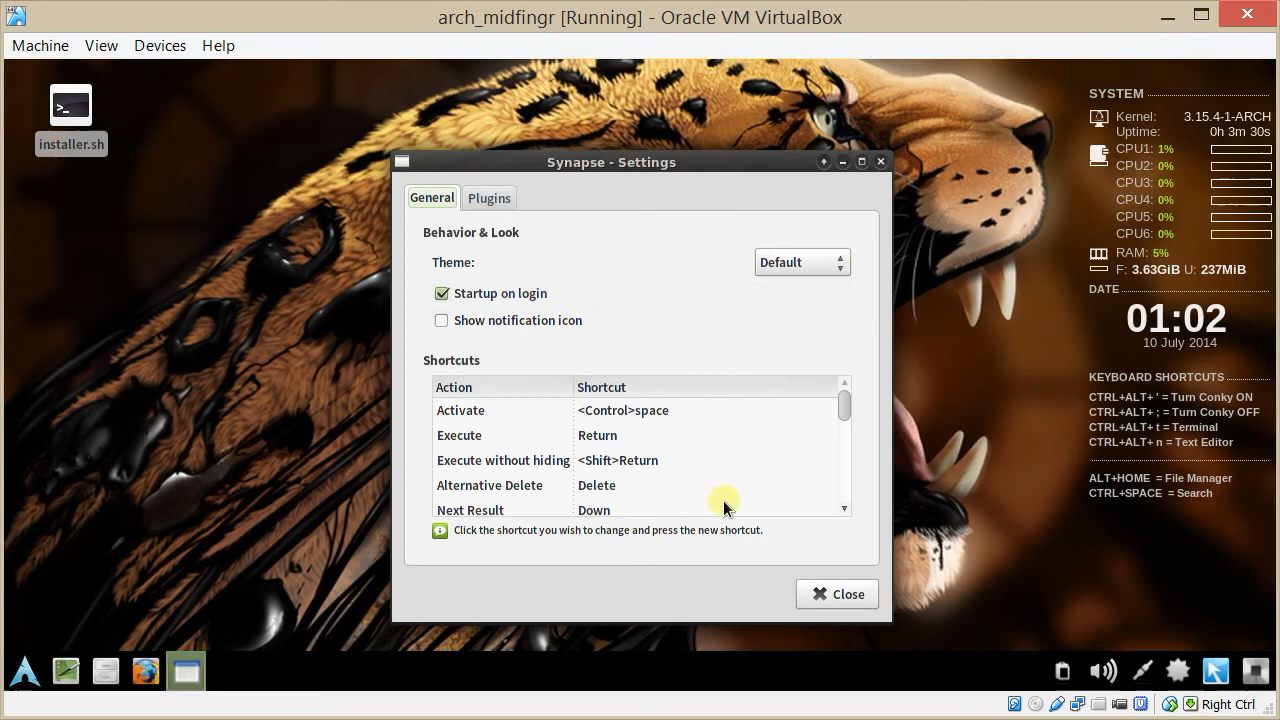 arch_midfingr [Running] - Oracle VM VirtualBox
Machine View Devices Help
>_
installer.sh
Synapse - Settings
General Plugins
Behavior & Look
Theme: Default
Startup on login
Show notification icon
Shortcuts
Action Shortcut
Activate <Control>space
Execute Return
Execute without hiding <Shift>Return
Alternative Delete Delete
Next Result Down
Click the shortcut you wish to change and press the new shortcut.
Close
SYSTEM
Kernel: 3.15.4-1-ARCH
Uptime: 0h 3m 30s
CPU1: 1%
CPU2: 0%
CPU3: 0%
CPU4: 0%
CPU5: 0%
CPU6: 0%
RAM: 5%
F: 3.63GiB U: 237MiB
DATE
01:02
10 July 2014
KEYBOARD SHORTCUTS
CTRL+ALT+ ' = Turn Conky ON
CTRL+ALT+ ; = Turn Conky OFF
CTRL+ALT+ t = Terminal
CTRL+ALT+ n = Text Editor
ALT+HOME = File Manager
CTRL+SPACE = Search
Right Ctrl